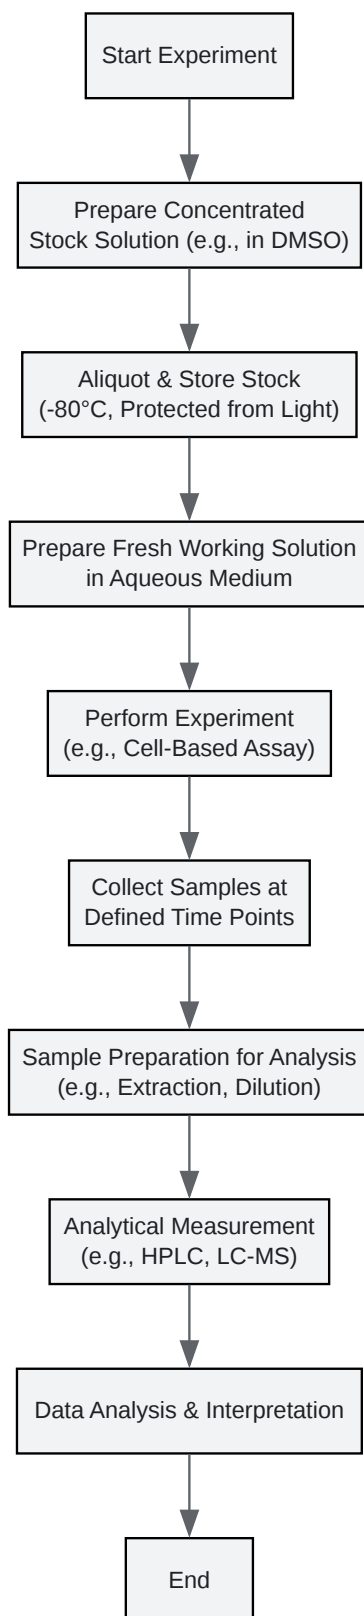 Start Experiment
Prepare Concentrated
Stock Solution (e.g., in DMSO)
Aliquot & Store Stock
(-80°C, Protected from Light)
Prepare Fresh Working Solution
in Aqueous Medium
Perform Experiment
(e.g., Cell-Based Assay)
Collect Samples at
Defined Time Points
Sample Preparation for Analysis
(e.g., Extraction, Dilution)
Analytical Measurement
(e.g., HPLC, LC-MS)
Data Analysis & Interpretation
End